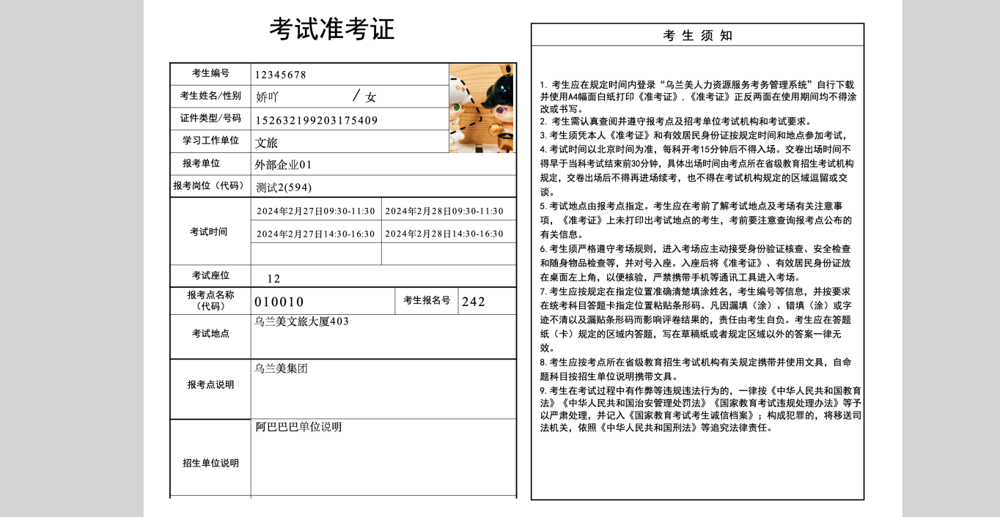 考试准考证
考生编号 12345678
考生姓名/性别 娇吖 / 女
证件类型/号码 152632199203175409
学习工作单位 文旅
报考单位 外部企业01
报考岗位（代码） 测试2(594)
考试时间
2024年2月27日09:30-11:30 2024年2月28日09:30-11:30
2024年2月27日14:30-16:30 2024年2月28日14:30-16:30
考试座位 12
报考点名称
（代码）
010010 考生报名号 242
考试地点 乌兰美文旅大厦403
报考点说明 乌兰美集团
招生单位说明 阿巴巴巴单位说明
考 生 须 知
1. 考生应在规定时间内登录“乌兰美人力资源服务考务管理系统”自行下载
并使用A4幅面白纸打印《准考证》,《准考证》正反两面在使用期间均不得涂
改或书写。
2. 考生需认真查阅并遵守报考点及招考单位考试机构和考试要求。
3. 考生须凭本人《准考证》和有效居民身份证按规定时间和地点参加考试,
4. 考试时间以北京时间为准，每科开考15分钟后不得入场。交卷出场时间不
得早于当科考试结束前30分钟，具体出场时间由考点所在省级教育招生考试机构
规定，交卷出场后不得再进场续考，也不得在考试机构规定的区域逗留或交
谈。
5. 考试地点由报考点指定。考生应在考前了解考试地点及考场有关注意事
项，《准考证》上未打印出考试地点的考生，考前要注意查询报考点公布的
有关信息。
6. 考生须严格遵守考场规则，进入考场应主动接受身份验证核查、安全检查
和随身物品检查等，并对号入座。入座后将《准考证》、有效居民身份证放
在桌面左上角，以便核验，严禁携带手机等通讯工具进入考场。
7. 考生应按规定在指定位置准确清楚填涂姓名，考生编号等信息，并按要求
在统考科目答题卡指定位置粘贴条形码。凡因漏填（涂）、错填（涂）或字
迹不清以及漏贴条形码而影响评卷结果的，责任由考生自负。考生应在答题
纸（卡）规定的区域内答题，写在草稿纸或者规定区域以外的答案一律无
效。
8. 考生应按考点所在省级教育招生考试机构有关规定携带并使用文具，自命
题科目按招生单位说明携带文具。
9. 考生在考试过程中有作弊等违规违法行为的，一律按《中华人民共和国教育
法》《中华人民共和国治安管理处罚法》《国家教育考试违规处理办法》等予
以严肃处理，并记入《国家教育考试考生诚信档案》；构成犯罪的，将移送司
法机关，依照《中华人民共和国刑法》等追究法律责任。